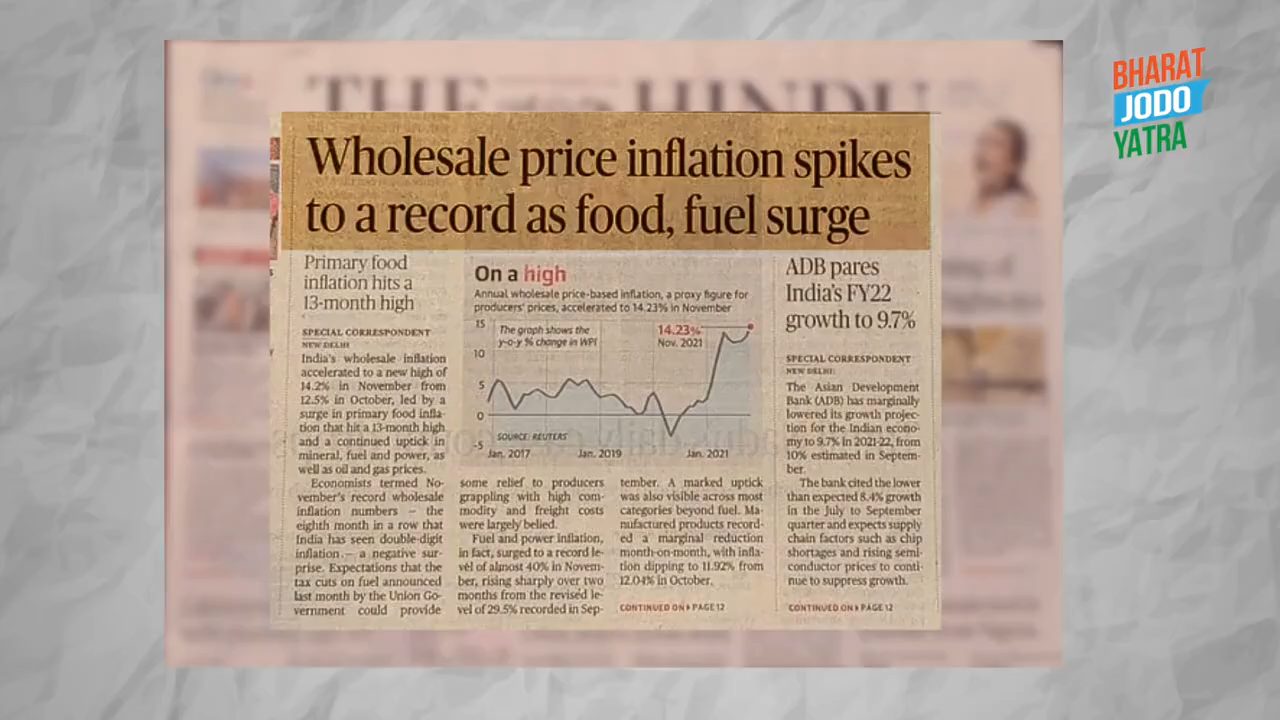 THE HINDU
BHARAT
JODO
YATRA
Wholesale price inflation spikes
to a record as food, fuel surge
Primary food
inflation hits a
13-month high
SPECIAL CORRESPONDENT
NEW DELHI
India's wholesale inflation
accelerated to a new high of
14.2% in November from
12.5% in October, led by a
surge in primary food infla-
tion that hit a 13-month high
and a continued uptick in
mineral, fuel and power, as
well as oil and gas prices.
Economists termed No-
vember's record wholesale
inflation numbers – the
eighth month in a row that
India has seen double-digit
inflation – a negative sur-
prise. Expectations that the
tax cuts on fuel announced
last month by the Union Go-
vernment could provide
On a high
Annual wholesale price-based inflation, a proxy figure for
producers' prices, accelerated to 14.23% in November
The graph shows the
y-o-y % change in WPI
14.23%
Nov. 2021
15
10
5
0
-5
SOURCE: REUTERS
Jan. 2017 Jan. 2019 Jan. 2021
some relief to producers
grappling with high com-
modity and freight costs
were largely belied.
Fuel and power inflation,
in fact, surged to a record le-
vel of almost 40% in Novem-
ber, rising sharply over two
months from the revised le-
vel of 29.5% recorded in Sep-
tember. A marked uptick
was also visible across most
categories beyond fuel. Ma-
nufactured products record-
ed a marginal reduction
month-on-month, with infla-
tion dipping to 11.92% from
12.04% in October.
CONTINUED ON PAGE 12
ADB pares
India's FY22
growth to 9.7%
SPECIAL CORRESPONDENT
NEW DELHI
The Asian Development
Bank (ADB) has marginally
lowered its growth projec-
tion for the Indian econo-
my to 9.7% in 2021-22, from
10% estimated in Septem-
ber.
The bank cited the lower
than expected 8.4% growth
in the July to September
quarter and expects supply
chain factors such as chip
shortages and rising semi-
conductor prices to conti-
nue to suppress growth.
CONTINUED ON PAGE 12